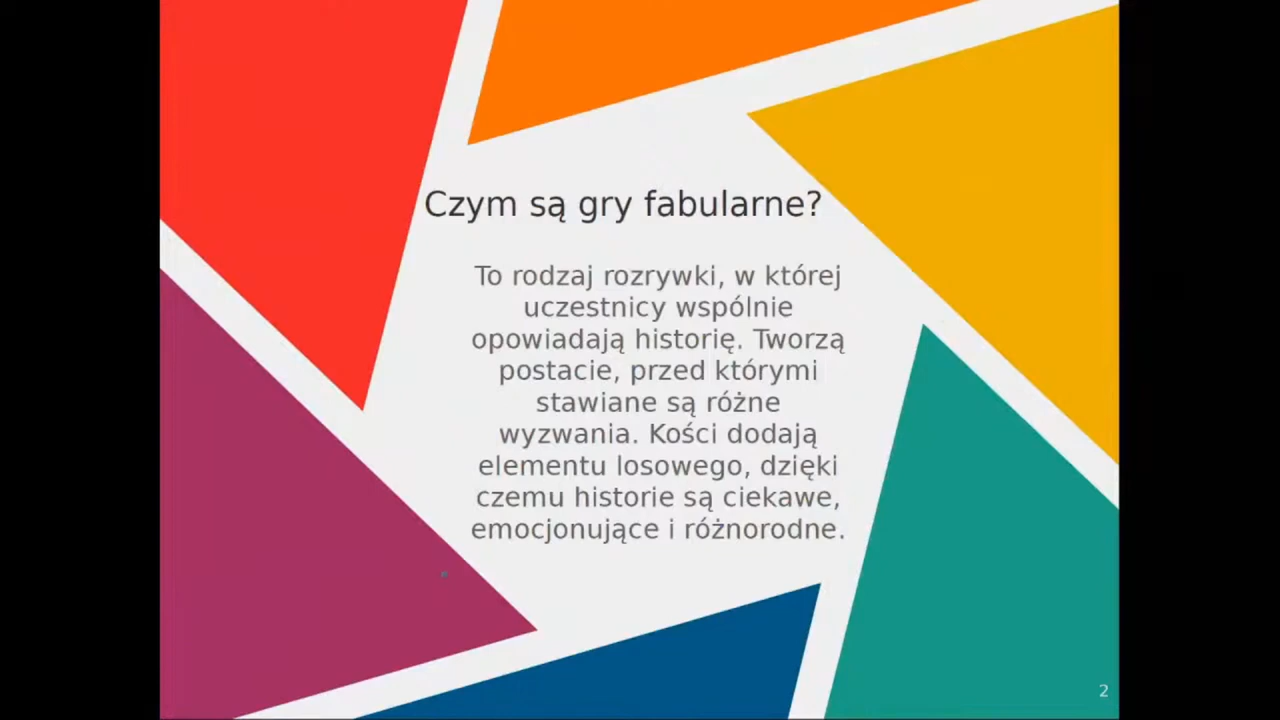 Czym są gry fabularne?
To rodzaj rozrywki, w której
uczestnicy wspólnie
opowiadają historię. Tworzą
postacie, przed którymi
stawiane są różne
wyzwania. Kości dodają
elementu losowego, dzięki
czemu historie są ciekawe,
emocjonujące i różnorodne.
2